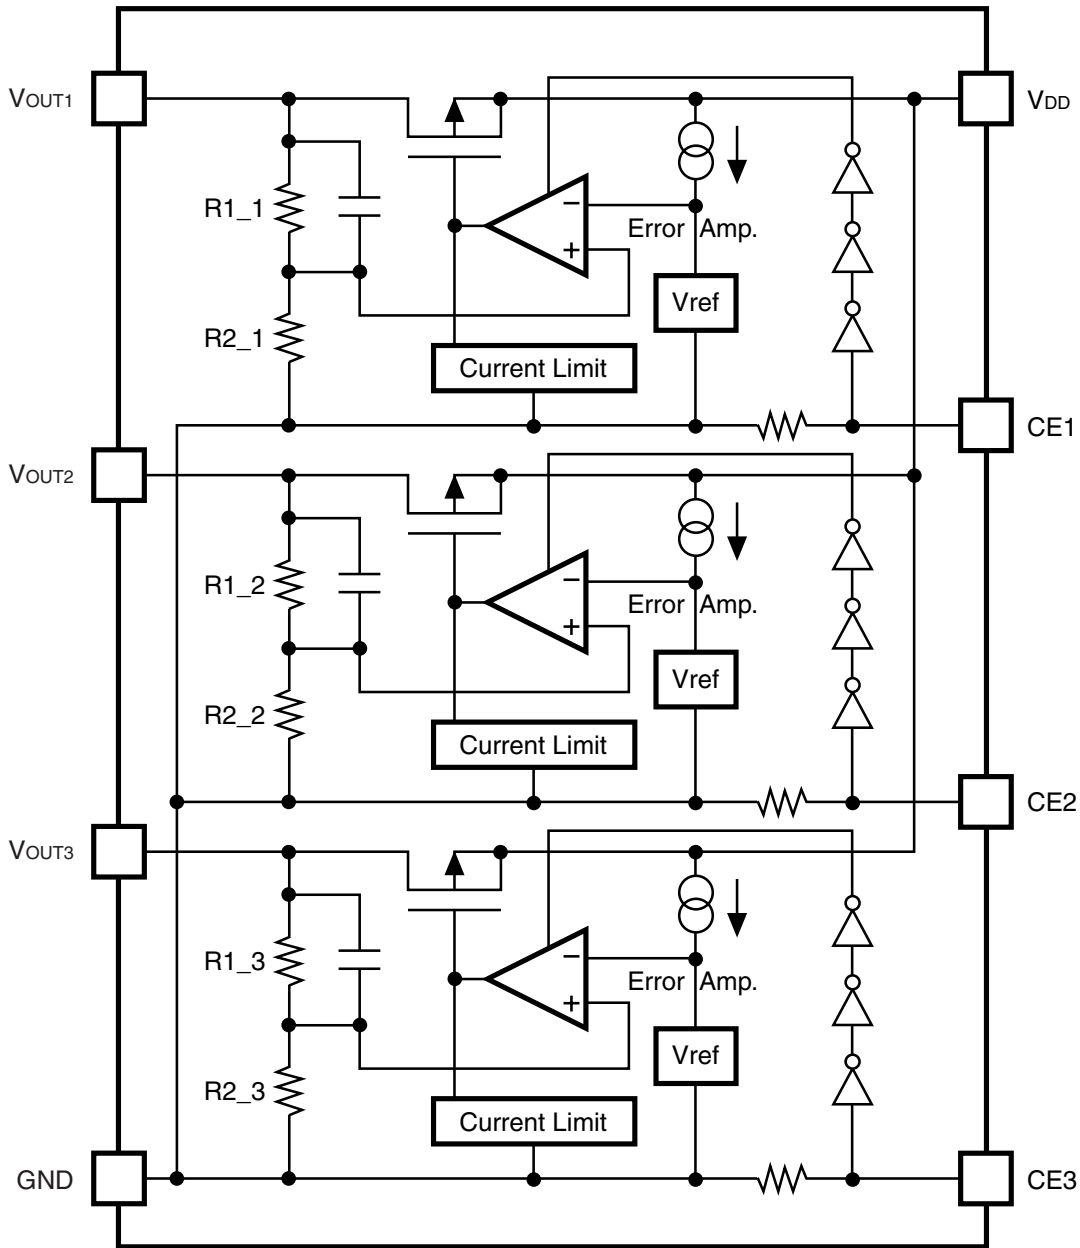 VOUT1
VDD
R1_1
−
Error Amp.
+
Vref
R2_1
Current Limit
CE1
VOUT2
R1_2
−
Error Amp.
+
Vref
R2_2
Current Limit
CE2
VOUT3
R1_3
−
Error Amp.
+
Vref
R2_3
Current Limit
GND
CE3